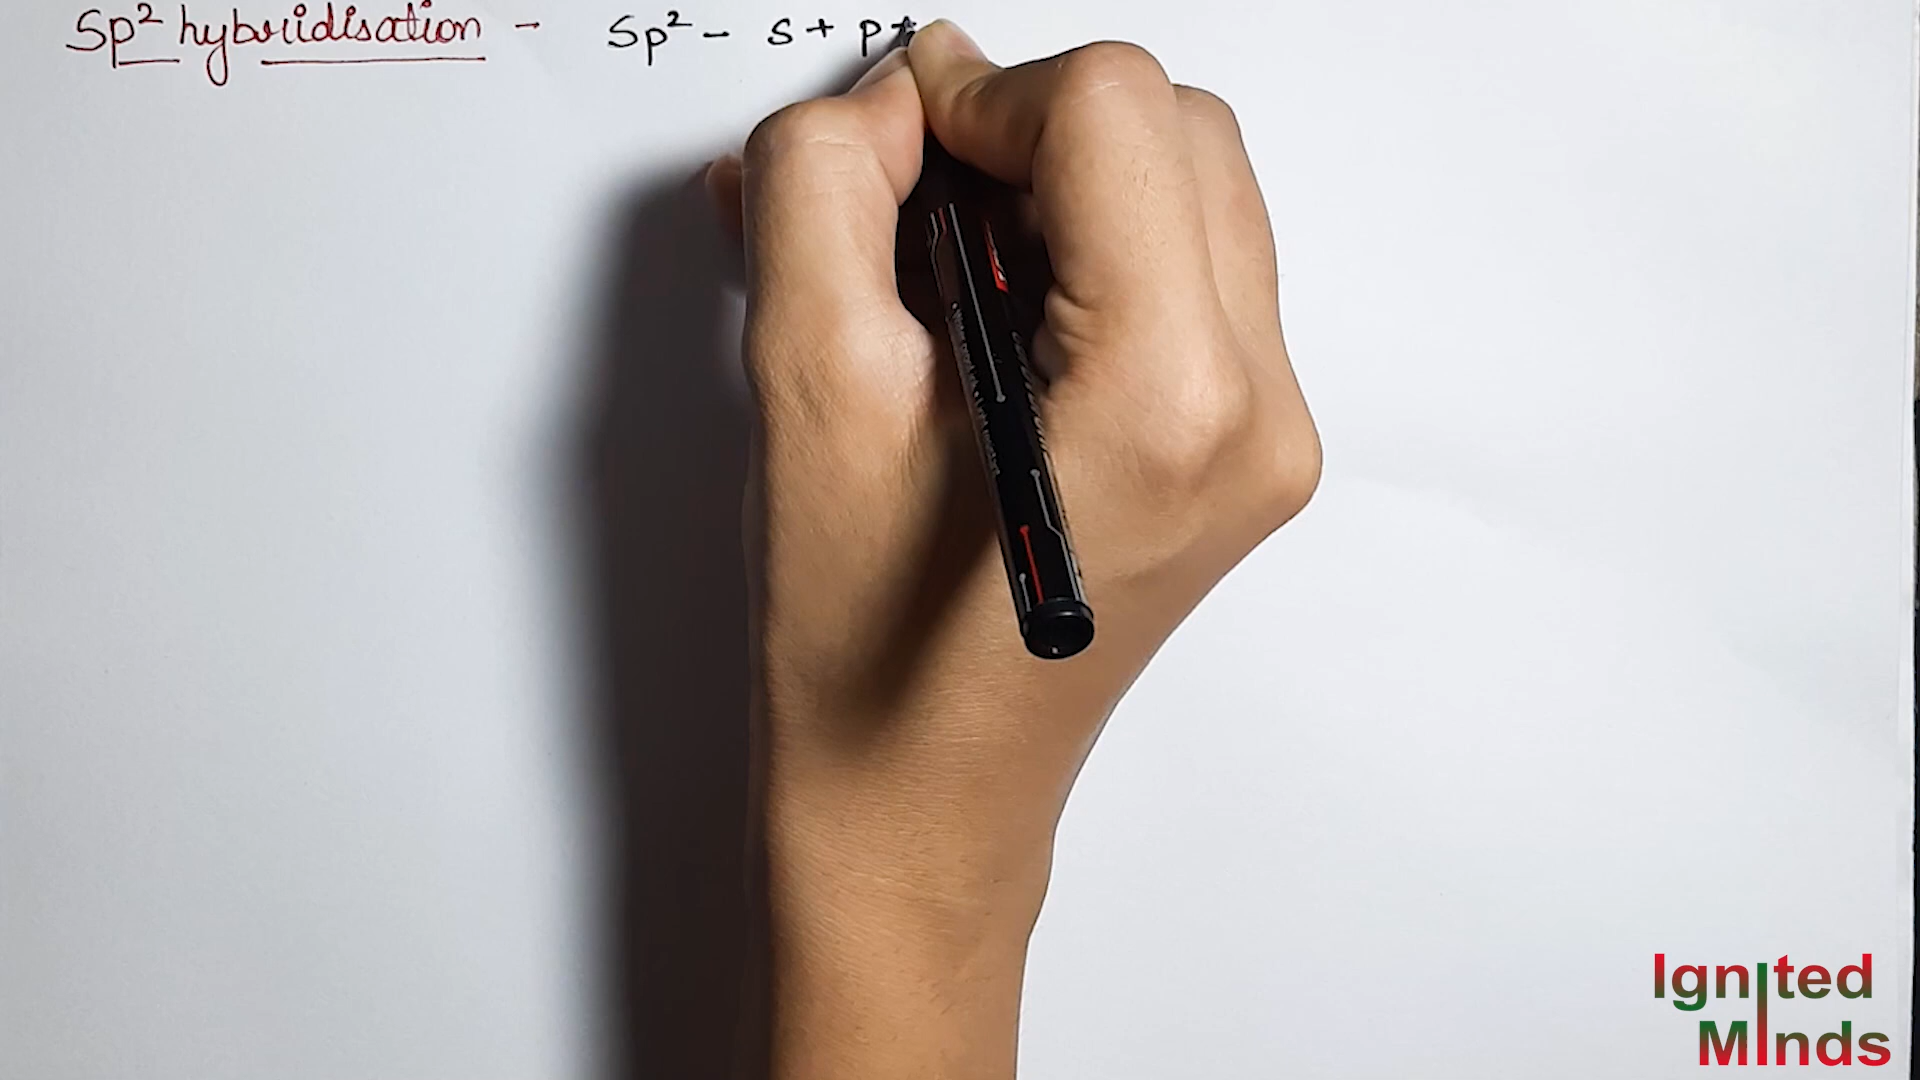 Sp² hybridisation - Sp² - s + p +
Ignited
Minds